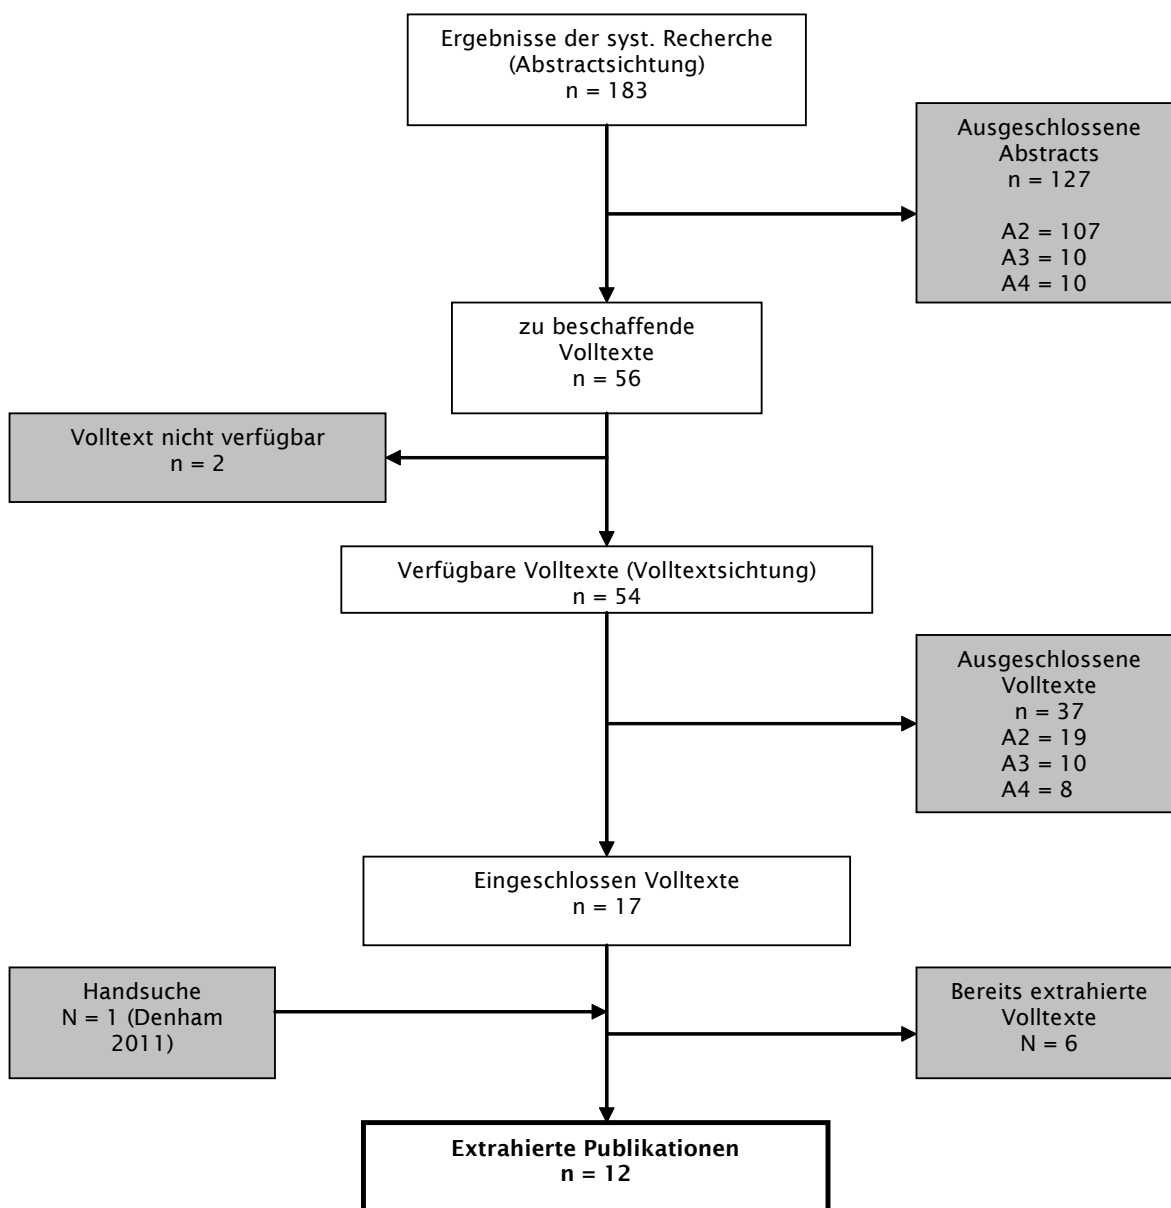 Ergebnisse der syst. Recherche
(Abstractsichtung)
n = 183
Ausgeschlossene
Abstracts
n = 127
A2 = 107
A3 = 10
A4 = 10
zu beschaffende
Volltexte
n = 56
Volltext nicht verfügbar
n = 2
Verfügbare Volltexte (Volltextsichtung)
n = 54
Ausgeschlossene
Volltexte
n = 37
A2 = 19
A3 = 10
A4 = 8
Eingeschlossen Volltexte
n = 17
Handsuche
N = 1 (Denham
2011)
Bereits extrahierte
Volltexte
N = 6
Extrahierte Publikationen
n = 12